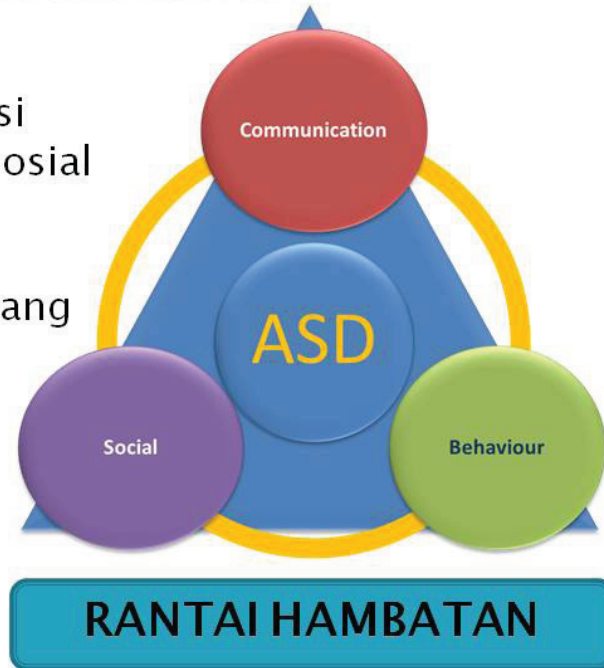 si
osial
ang
Communication
ASD
Social
Behaviour
RANTAI HAMBATAN